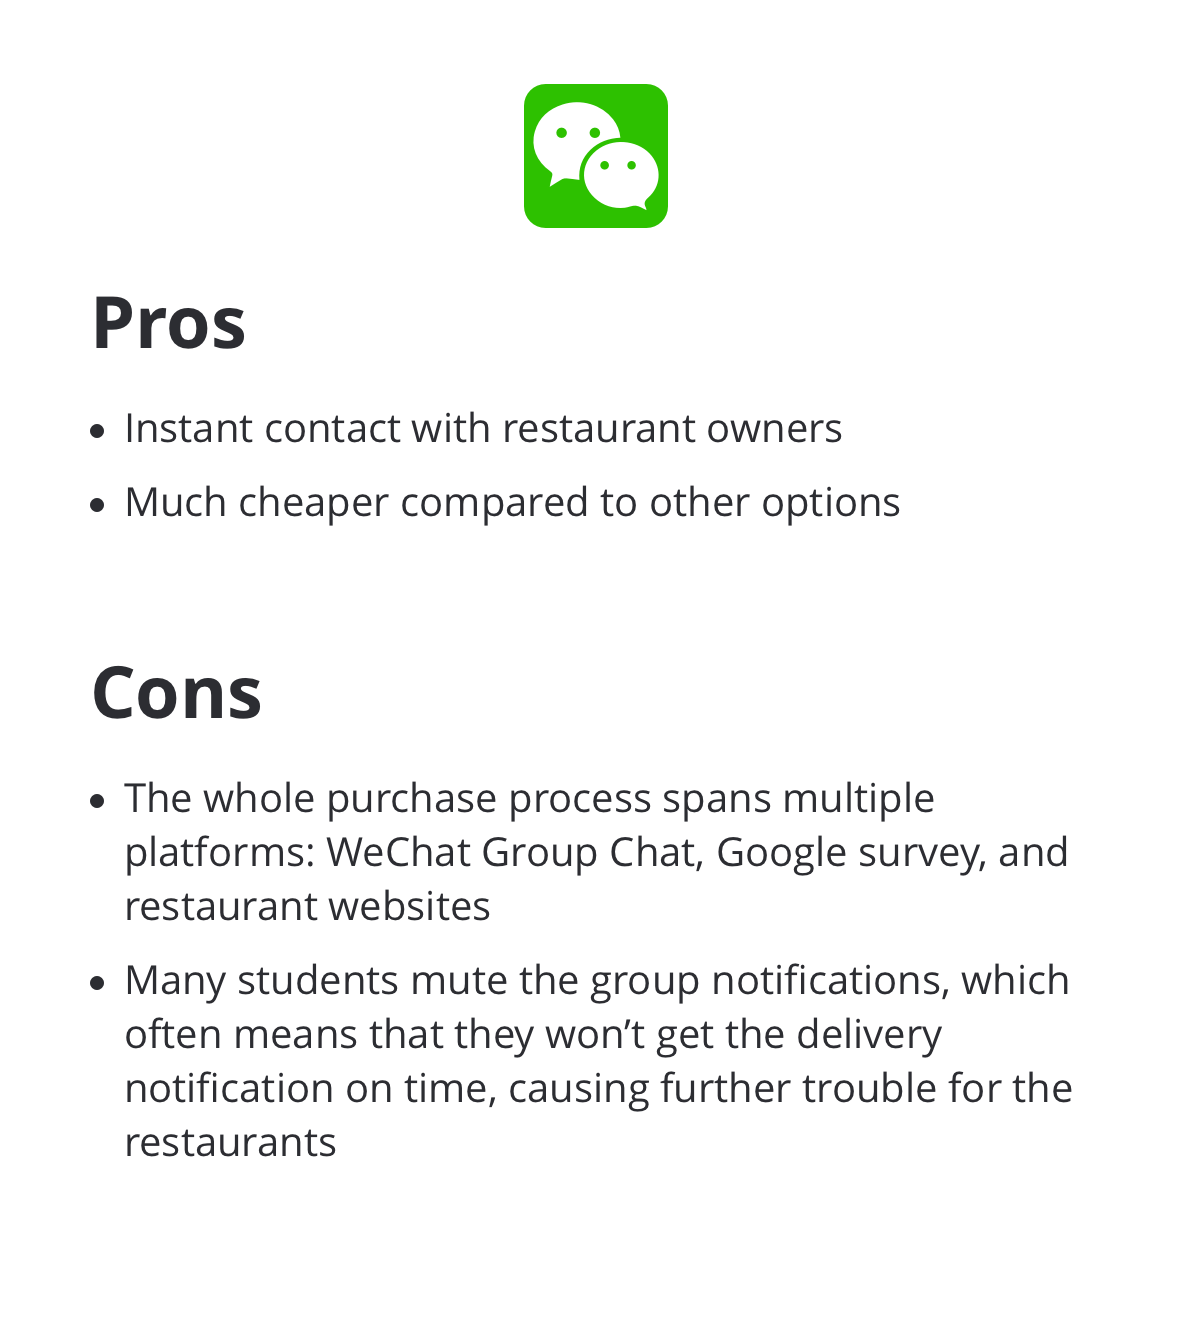 Pros
• Instant contact with restaurant owners
• Much cheaper compared to other options
Cons
• The whole purchase process spans multiple
platforms: WeChat Group Chat, Google survey, and
restaurant websites
• Many students mute the group notifications, which
often means that they won’t get the delivery
notification on time, causing further trouble for the
restaurants